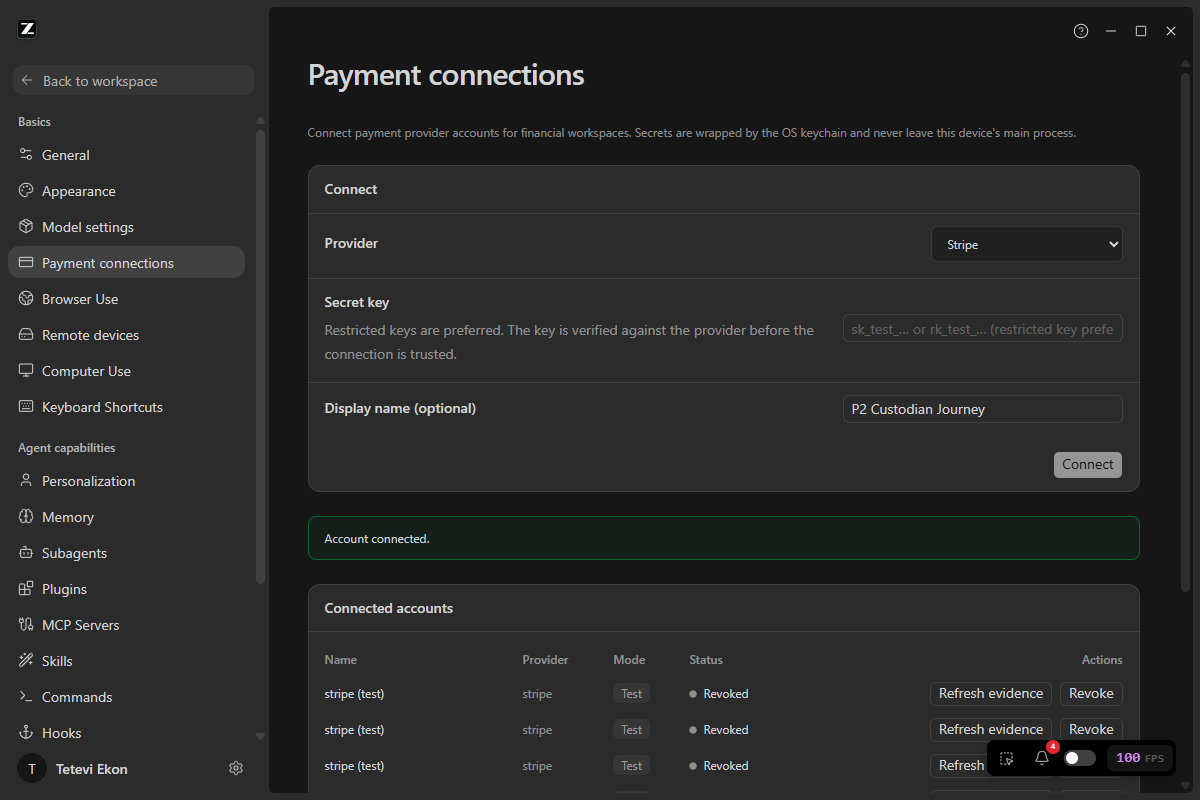 Z
Back to workspace
Basics
General
Appearance
Model settings
Payment connections
Browser Use
Remote devices
Computer Use
Keyboard Shortcuts
Agent capabilities
Personalization
Memory
Subagents
Plugins
MCP Servers
Skills
Commands
Hooks
T Tetevi Ekon
Payment connections
Connect payment provider accounts for financial workspaces. Secrets are wrapped by the OS keychain and never leave this device's main process.
Connect
Provider
Stripe
Secret key
Restricted keys are preferred. The key is verified against the provider before the
connection is trusted.
sk_test_... or rk_test_... (restricted key prefe
Display name (optional)
P2 Custodian Journey
Connect
Account connected.
Connected accounts
Name Provider Mode Status Actions
stripe (test) stripe Test Revoked Refresh evidence Revoke
stripe (test) stripe Test Revoked Refresh evidence Revoke
stripe (test) stripe Test Revoked Refresh
4
100 FPS